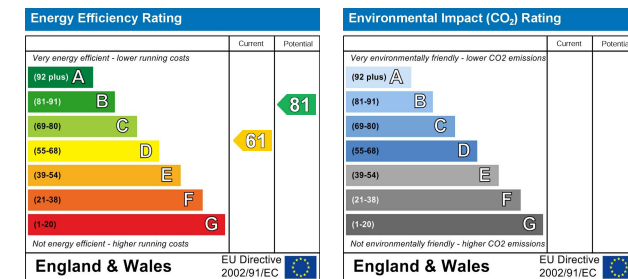 Energy Efficiency Rating
Current Potential
Very energy efficient - lower running costs
(92 plus) A
(81-91) B
(69-80) C
(55-68) D
(39-54) E
(21-38) F
(1-20) G
61
81
Not energy efficient - higher running costs
England & Wales
EU Directive
2002/91/EC
Environmental Impact (CO2) Rating
Current Potentia
Very environmentally friendly - lower CO2 emissions
(92 plus) A
(81-91) B
(69-80) C
(55-68) D
(39-54) E
(21-38) F
(1-20) G
Not environmentally friendly - higher CO2 emissions
England & Wales
EU Directive
2002/91/EC